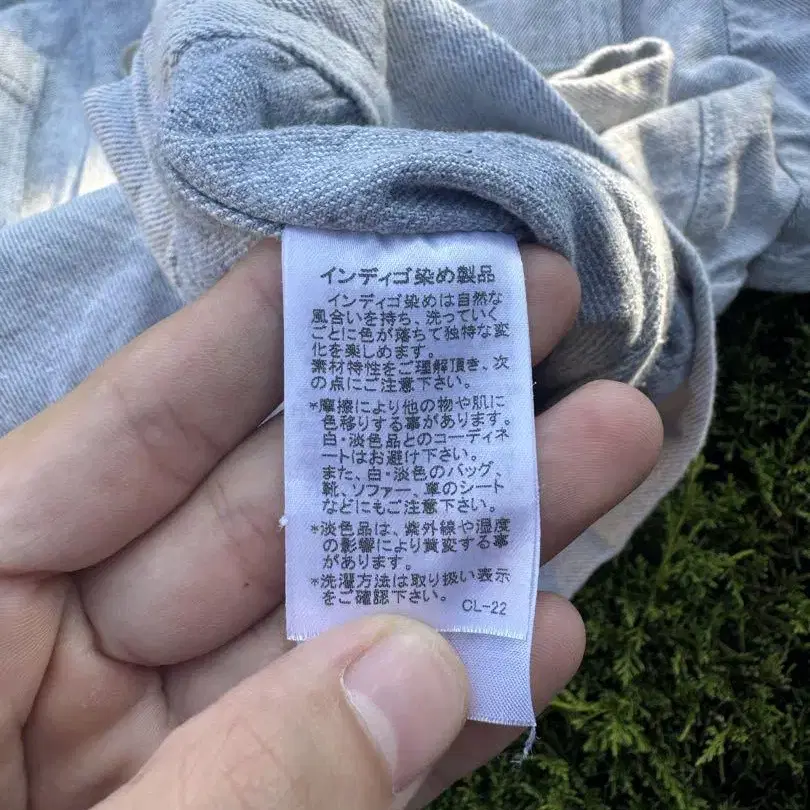 インディゴ染め製品
インディゴ染めは自然な
風合いを持ち、洗っていく
ごとに色が落ちて独特な変
化を楽しめます。
素材特性をご理解頂き、次
の点にご注意下さい。
*摩擦により他の物や肌に
色移りする事があります。
白・淡色品とのコーディネ
ートはお避け下さい。
また、白・淡色のバッグ、
靴、ソファー、車のシート
などにもご注意下さい。
*淡色品は、紫外線や湿度
の影響により黄変する事
があります。
*洗濯方法は取り扱い表示
をご確認下さい。
CL-22